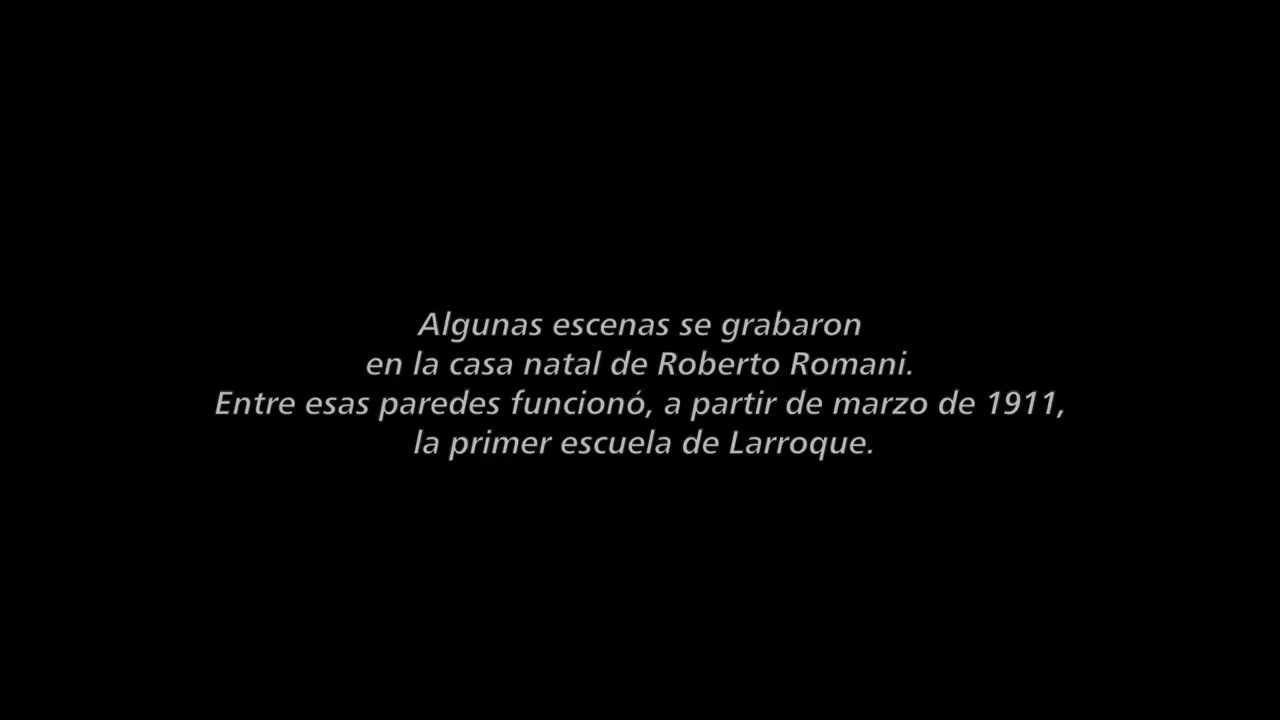 Algunas escenas se grabaron
en la casa natal de Roberto Romani.
Entre esas paredes funcionó, a partir de marzo de 1911,
la primer escuela de Larroque.